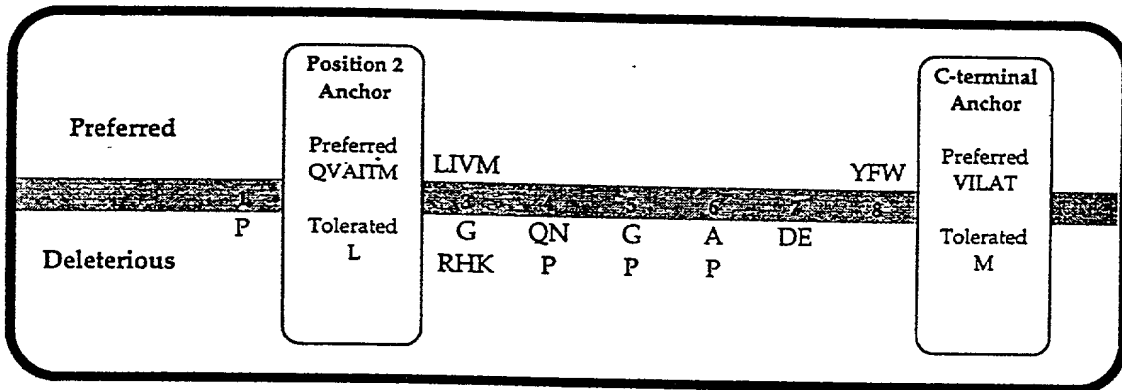 Position 2
Anchor
Preferred
QVAITM
Tolerated
L
C-terminal
Anchor
Preferred
VILAT
Tolerated
M
Preferred
LIVM
YFW
1
3
4
5
6
7
8
P
G
QN
G
A
DE
Deleterious
RHK
P
P
P